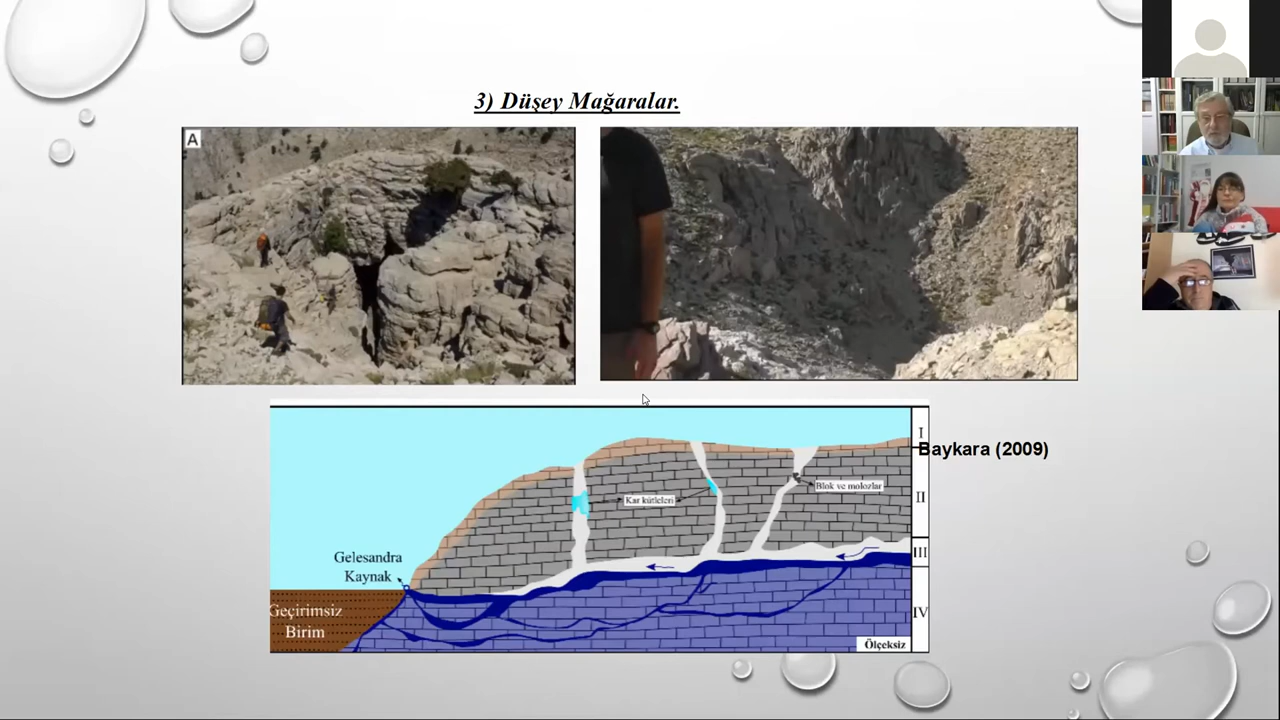 3) Düşey Mağaralar.
A
I
Baykara (2009)
Blok ve molozlar
Kar kütleleri
II
Gelesandra
Kaynak
III
Geçirimsiz
Birim
IV
Ölçeksiz